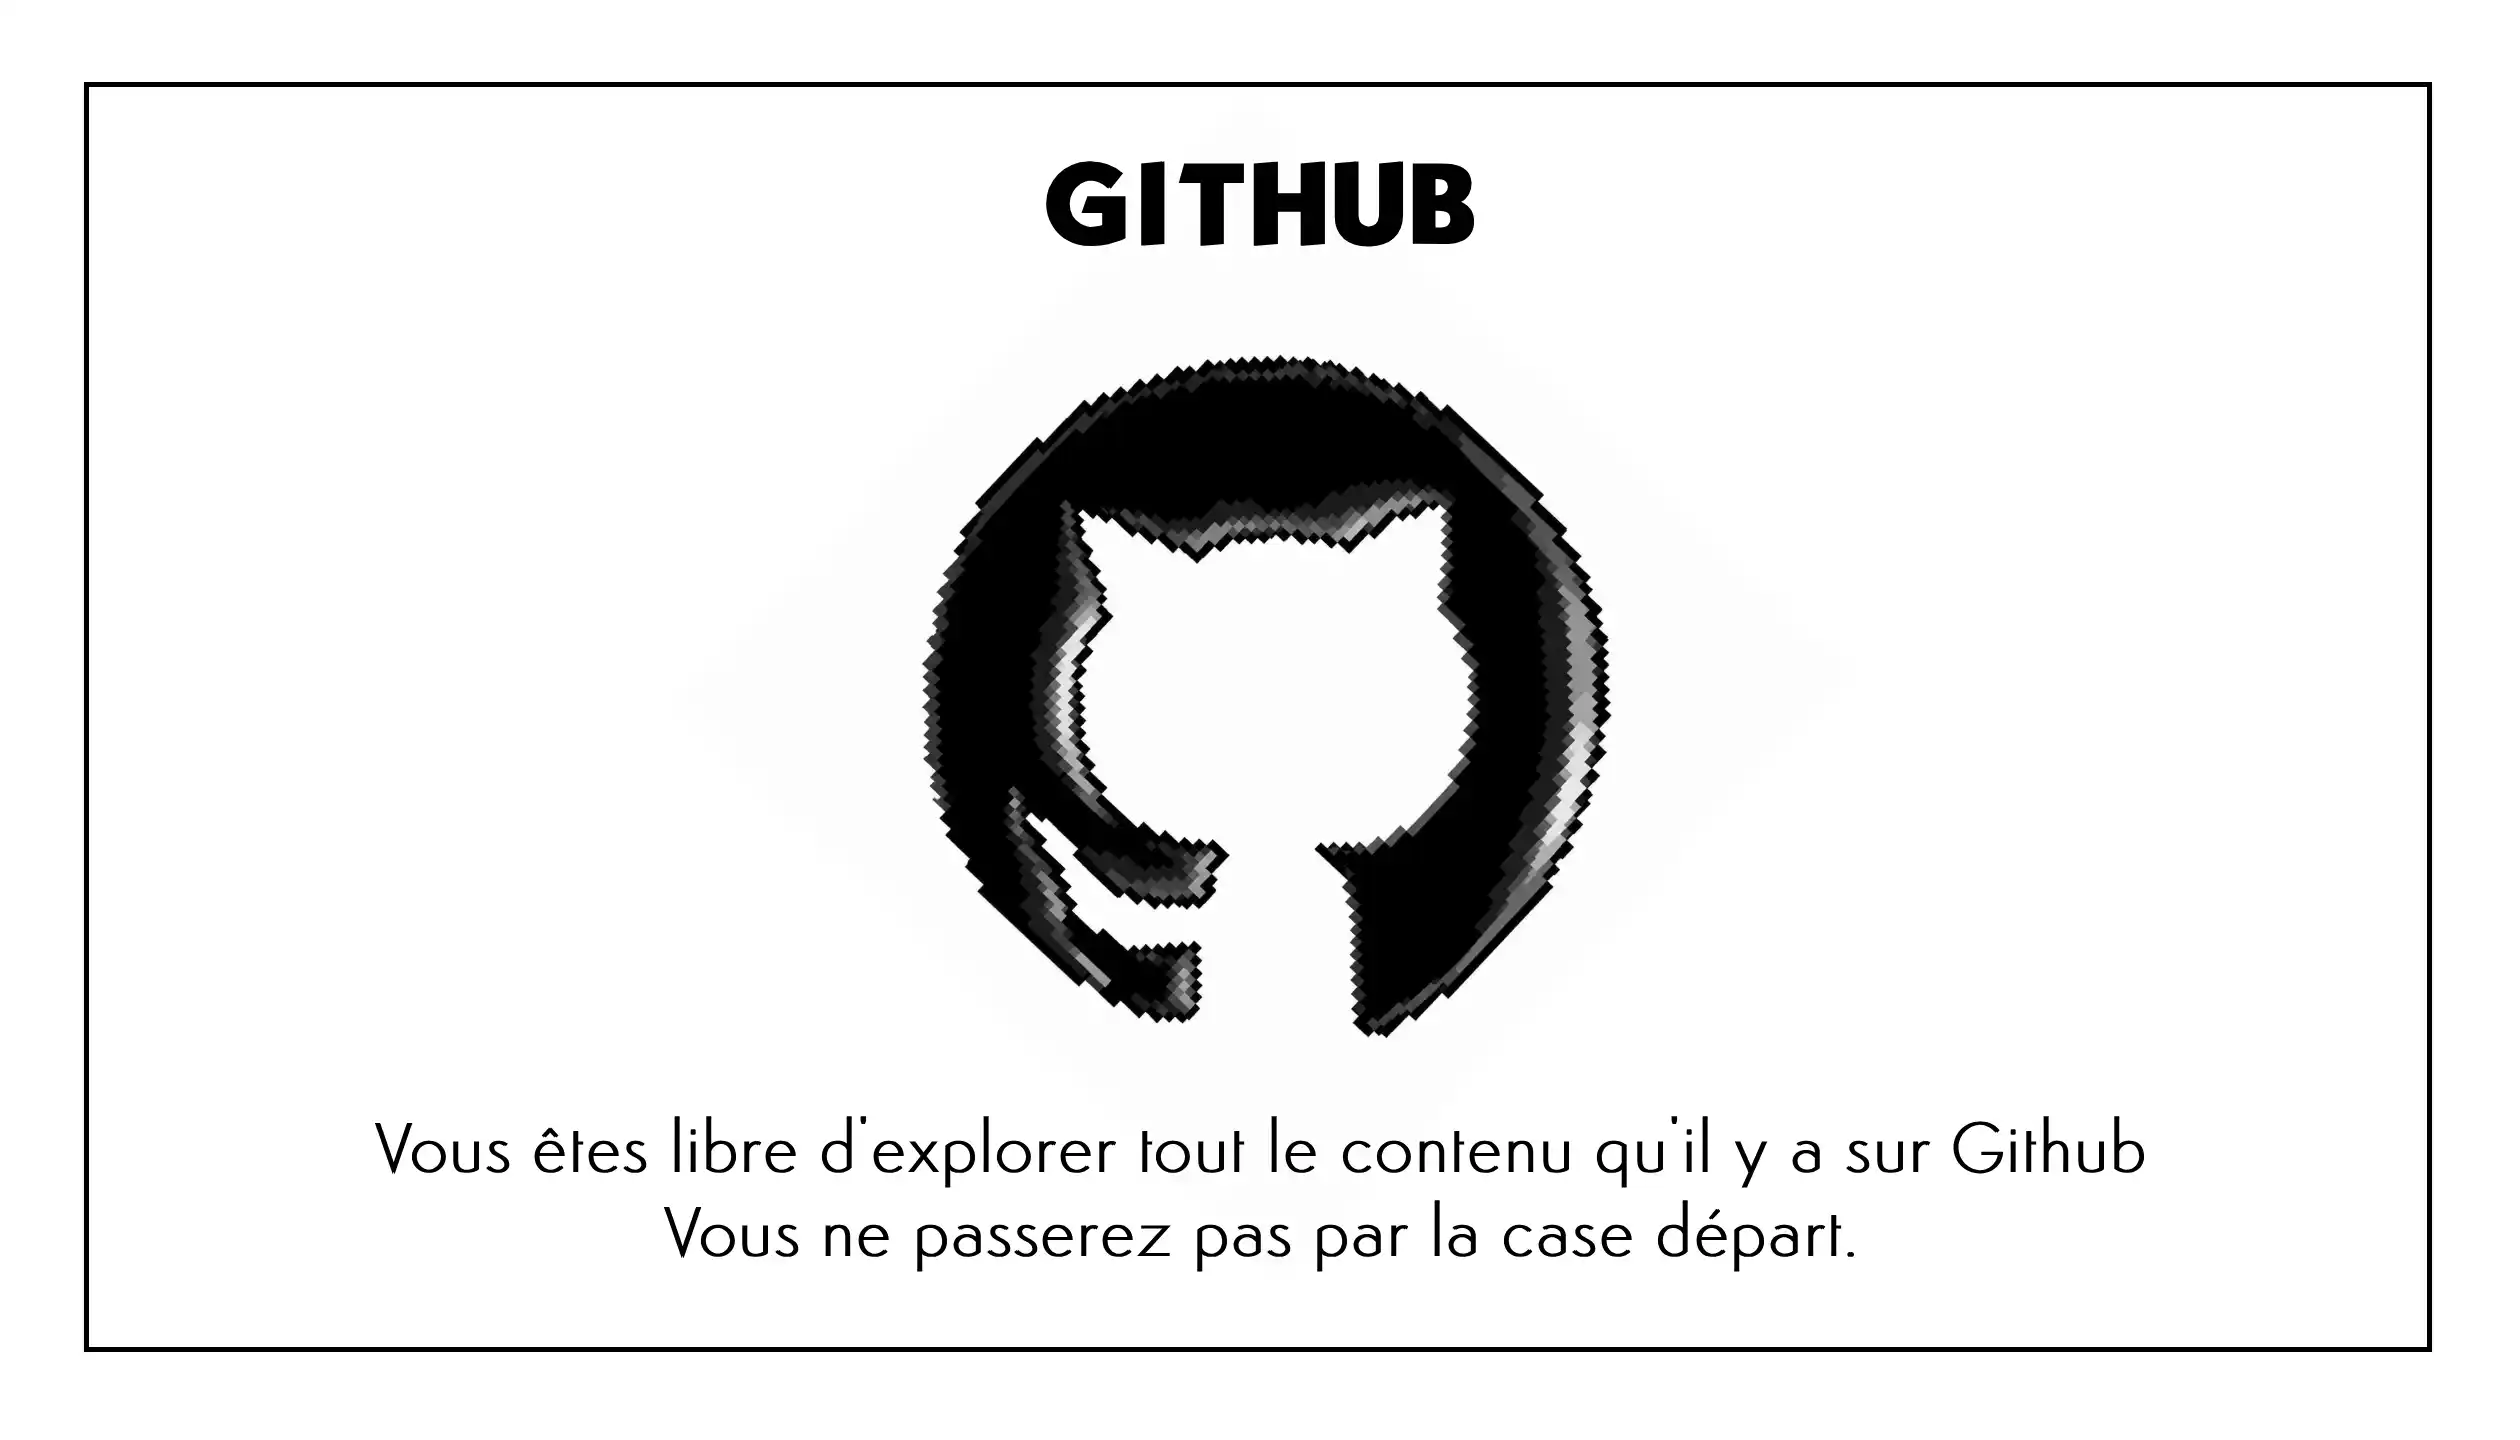 GITHUB
Vous êtes libre d'explorer tout le contenu qu'il y a sur Github
Vous ne passerez pas par la case départ.